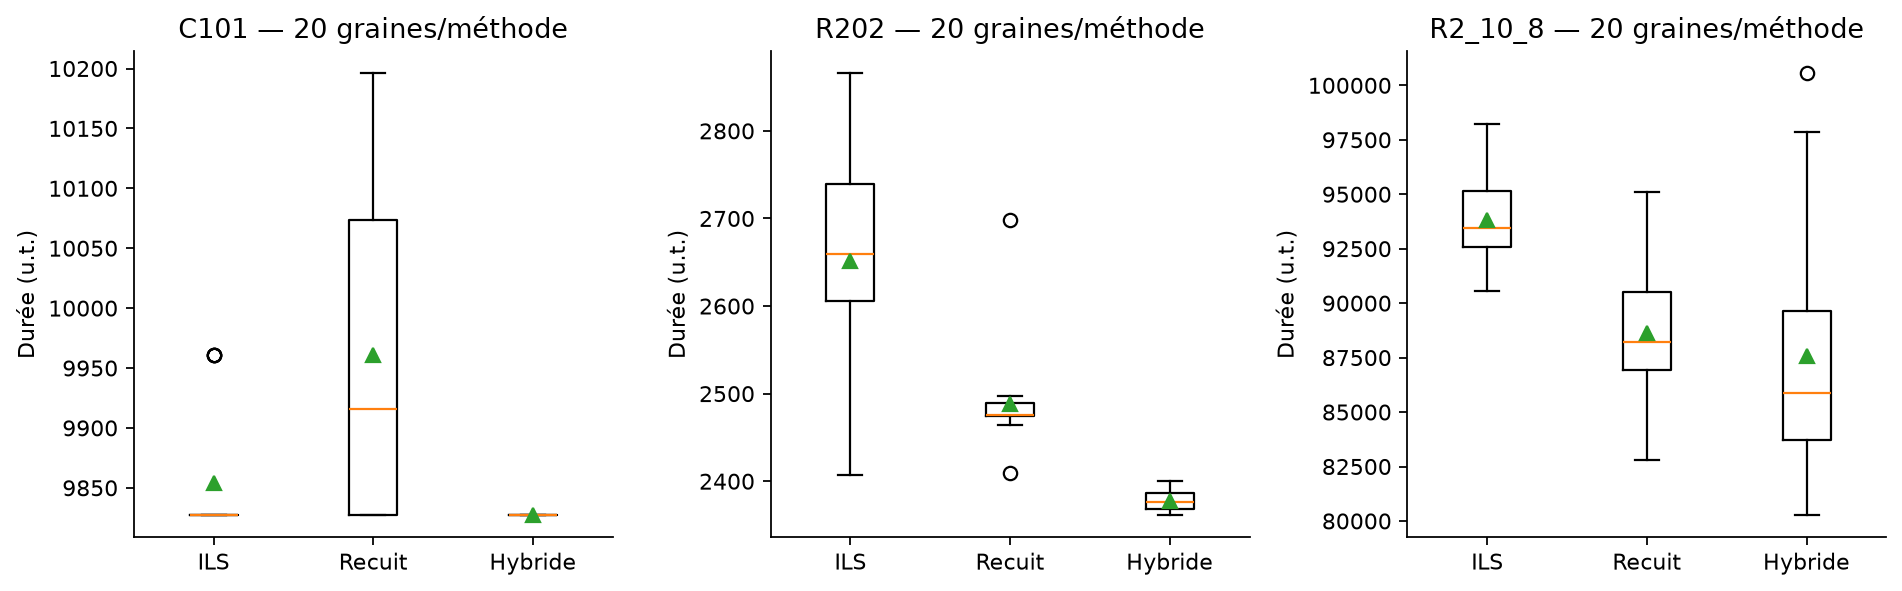 C101 — 20 graines/méthode
Durée (u.t.)
10200
10150
10100
10050
10000
9950
9900
9850
ILS
Recuit
Hybride
R202 — 20 graines/méthode
Durée (u.t.)
2800
2700
2600
2500
2400
ILS
Recuit
Hybride
R2_10_8 — 20 graines/méthode
Durée (u.t.)
100000
97500
95000
92500
90000
87500
85000
82500
80000
ILS
Recuit
Hybride